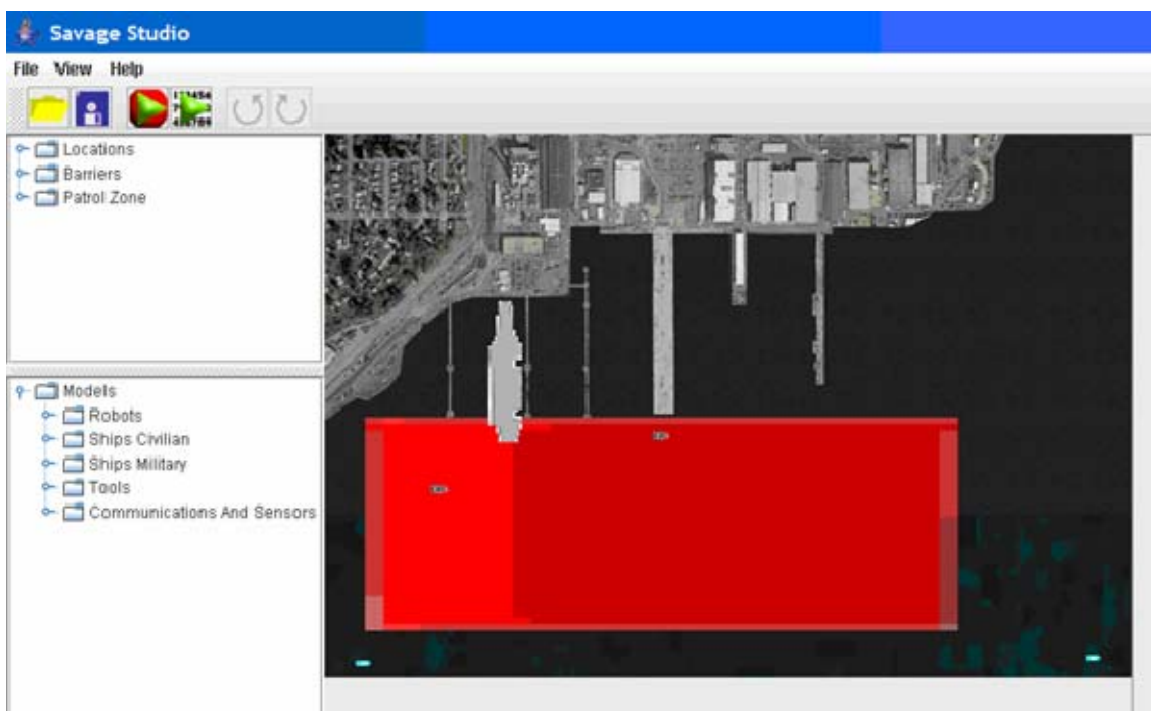 Savage Studio
File View Help
Locations
Barriers
Patrol Zone
Models
Robots
Ships Civilian
Ships Military
Tools
Communications And Sensors